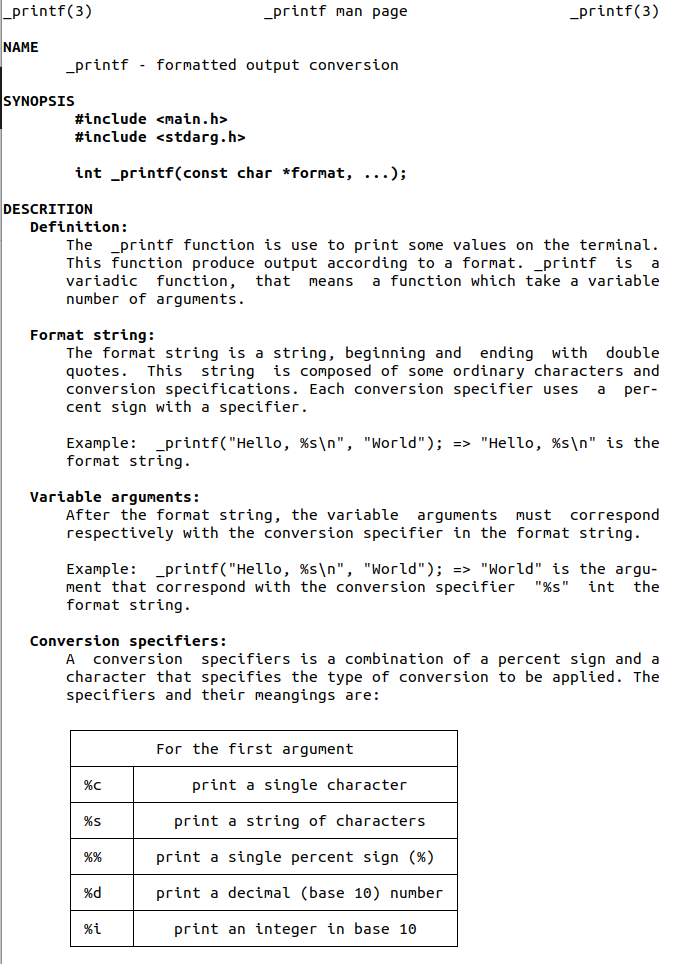 _printf(3) _printf man page _printf(3)
NAME
_printf - formatted output conversion
SYNOPSIS
#include <main.h>
#include <stdarg.h>
int _printf(const char *format, ...);
DESCRITION
Definition:
The _printf function is use to print some values on the terminal.
This function produce output according to a format. _printf is a
variadic function, that means a function which take a variable
number of arguments.
Format string:
The format string is a string, beginning and ending with double
quotes. This string is composed of some ordinary characters and
conversion specifications. Each conversion specifier uses a per-
cent sign with a specifier.
Example: _printf("Hello, %s\n", "World"); => "Hello, %s\n" is the
format string.
Variable arguments:
After the format string, the variable arguments must correspond
respectively with the conversion specifier in the format string.
Example: _printf("Hello, %s\n", "World"); => "World" is the argu-
ment that correspond with the conversion specifier "%s" int the
format string.
Conversion specifiers:
A conversion specifiers is a combination of a percent sign and a
character that specifies the type of conversion to be applied. The
specifiers and their meangings are:
For the first argument
%c print a single character
%s print a string of characters
%% print a single percent sign (%)
%d print a decimal (base 10) number
%i print an integer in base 10